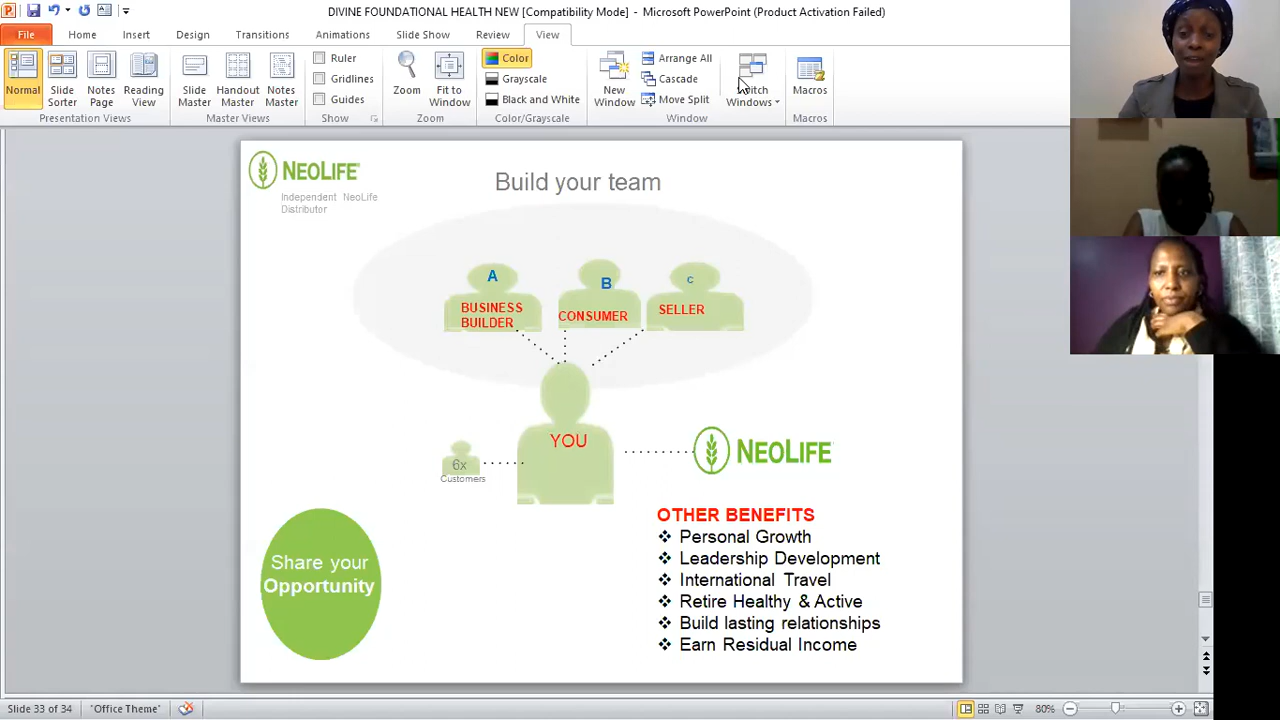 DIVINE FOUNDATIONAL HEALTH NEW [Compatibility Mode] - Microsoft PowerPoint (Product Activation Failed)
File Home Insert Design Transitions Animations Slide Show Review View
Normal
Slide Sorter
Notes Page
Reading View
Presentation Views
Slide Master
Handout Master
Notes Master
Master Views
Ruler
Gridlines
Guides
Show
Zoom
Fit to Window
Zoom
Color
Grayscale
Black and White
Color/Grayscale
New Window
Arrange All
Cascade
Move Split
Window
Windows
Macros
Macros
NEOLIFE
Independent NeoLife
Distributor
Build your team
A
BUSINESS
BUILDER
B
CONSUMER
C
SELLER
YOU
6x
Customers
NEOLIFE
Share your
Opportunity
OTHER BENEFITS
❖ Personal Growth
❖ Leadership Development
❖ International Travel
❖ Retire Healthy & Active
❖ Build lasting relationships
❖ Earn Residual Income
Slide 33 of 34 "Office Theme" 80%